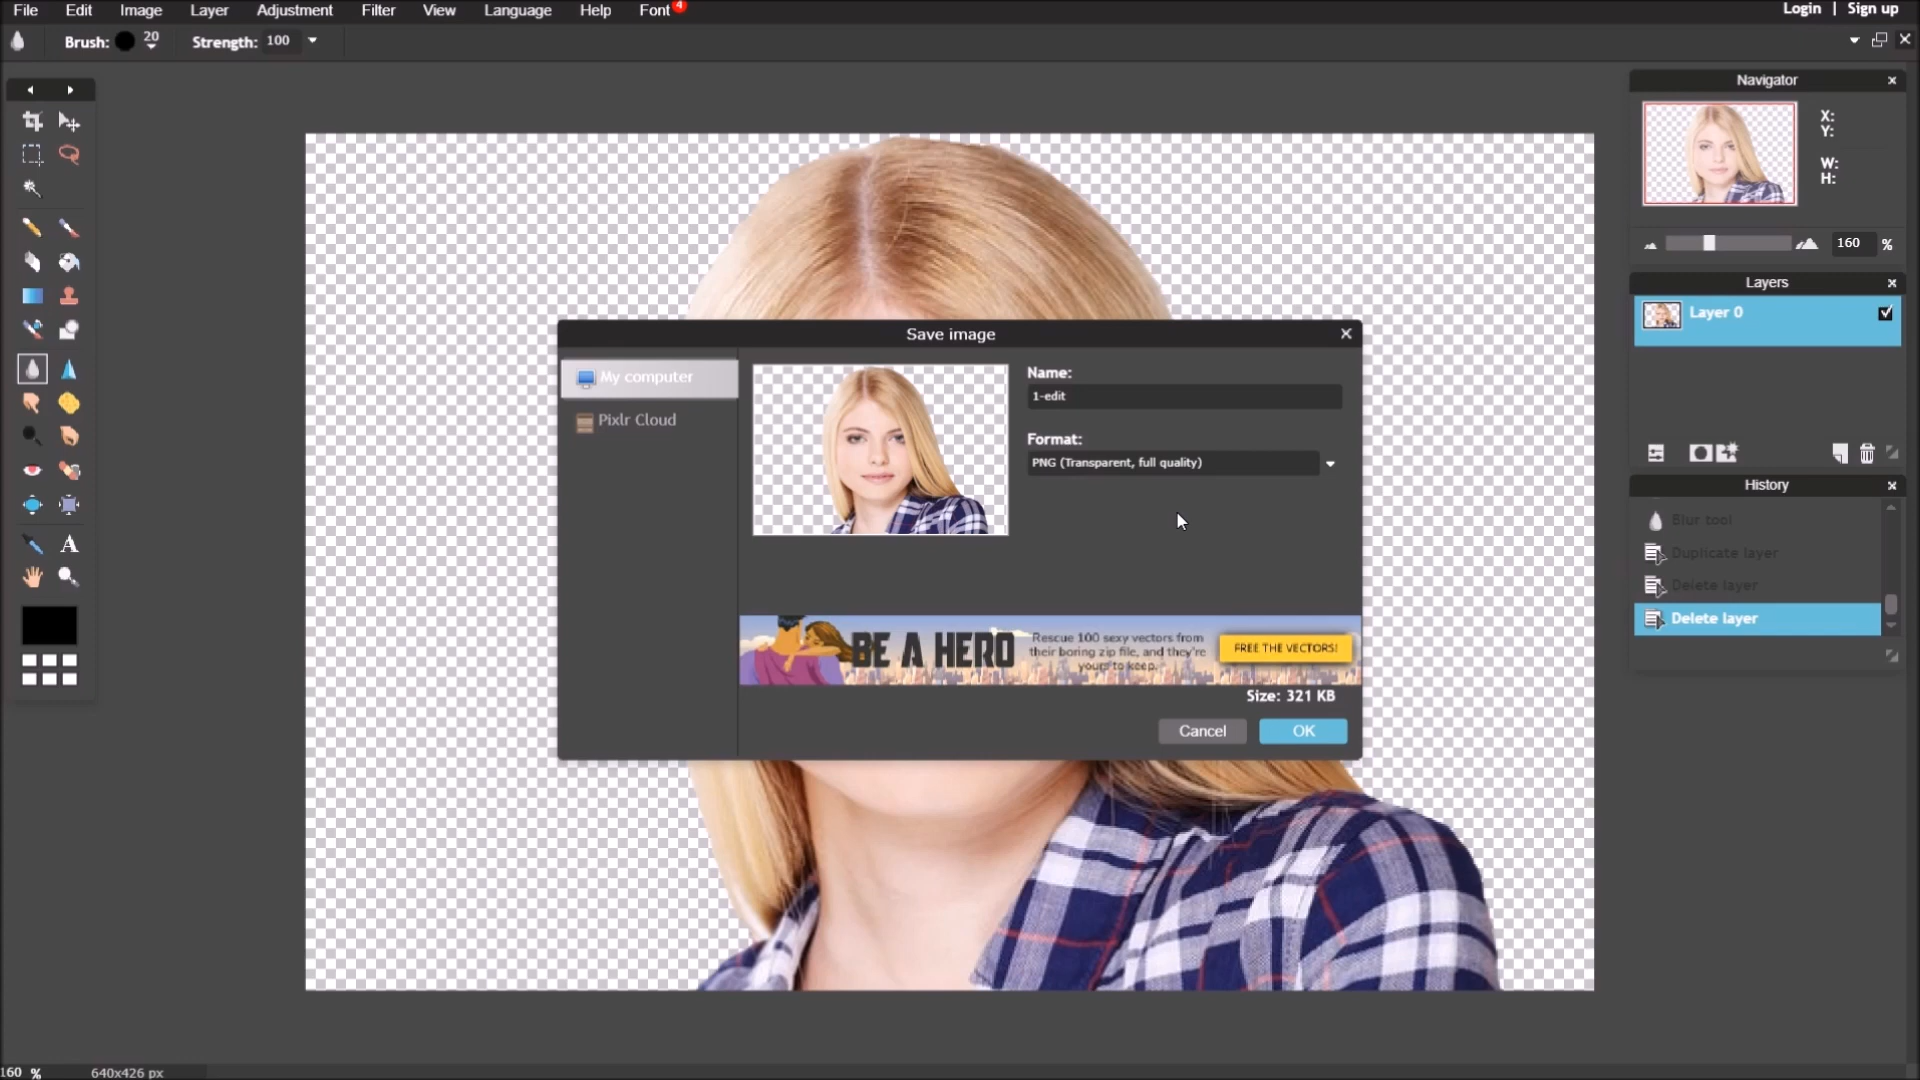 File Edit Image Layer Adjustment Filter View Language Help Font 4 Login | Sign up
Brush: 20 Strength: 100
Navigator
X:
Y:
W:
H:
160 %
Layers
Layer 0
History
Blur tool
Duplicate layer
Delete layer
Delete layer
Save image
My computer
Pixlr Cloud
Name:
1-edit
Format:
PNG (Transparent, full quality)
BE A HERO
Rescue 100 sexy vectors from
their boring zip file, and they're
yours to keep.
FREE THE VECTORS!
Size: 321 KB
Cancel OK
A
160 % 640x426 px